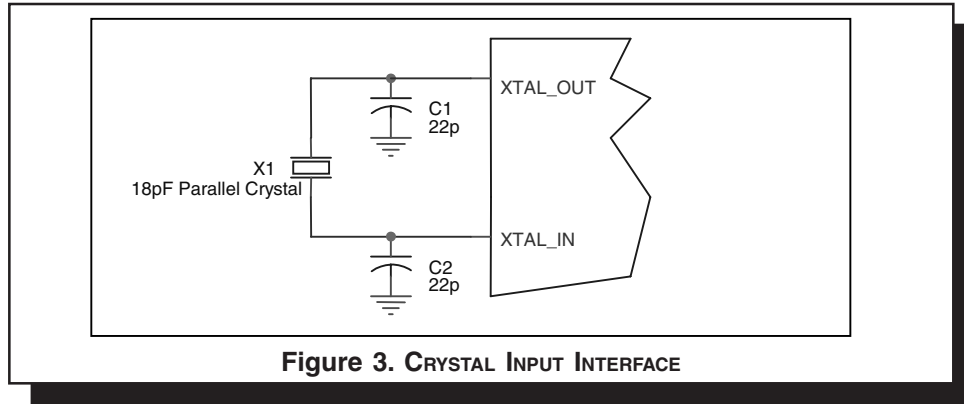 XTAL_OUT
C1
22p
X1
18pF Parallel Crystal
XTAL_IN
C2
22p
Figure 3. CRYSTAL INPUT INTERFACE